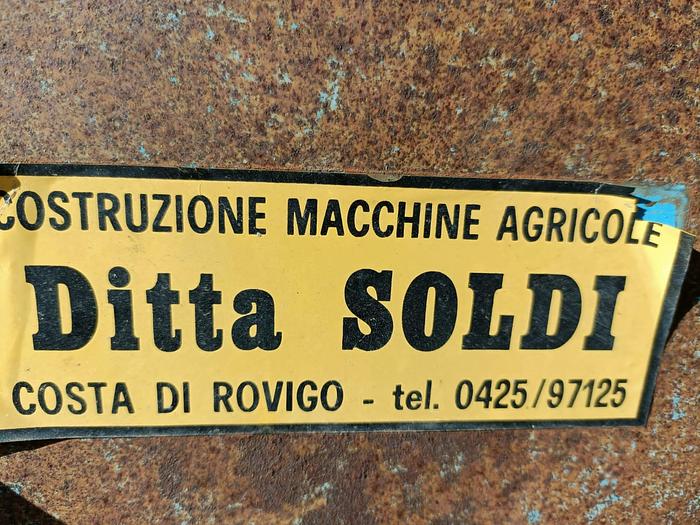 COSTRUZIONE MACCHINE AGRICOLE
Ditta SOLDI
COSTA DI ROVIGO - tel. 0425/97125